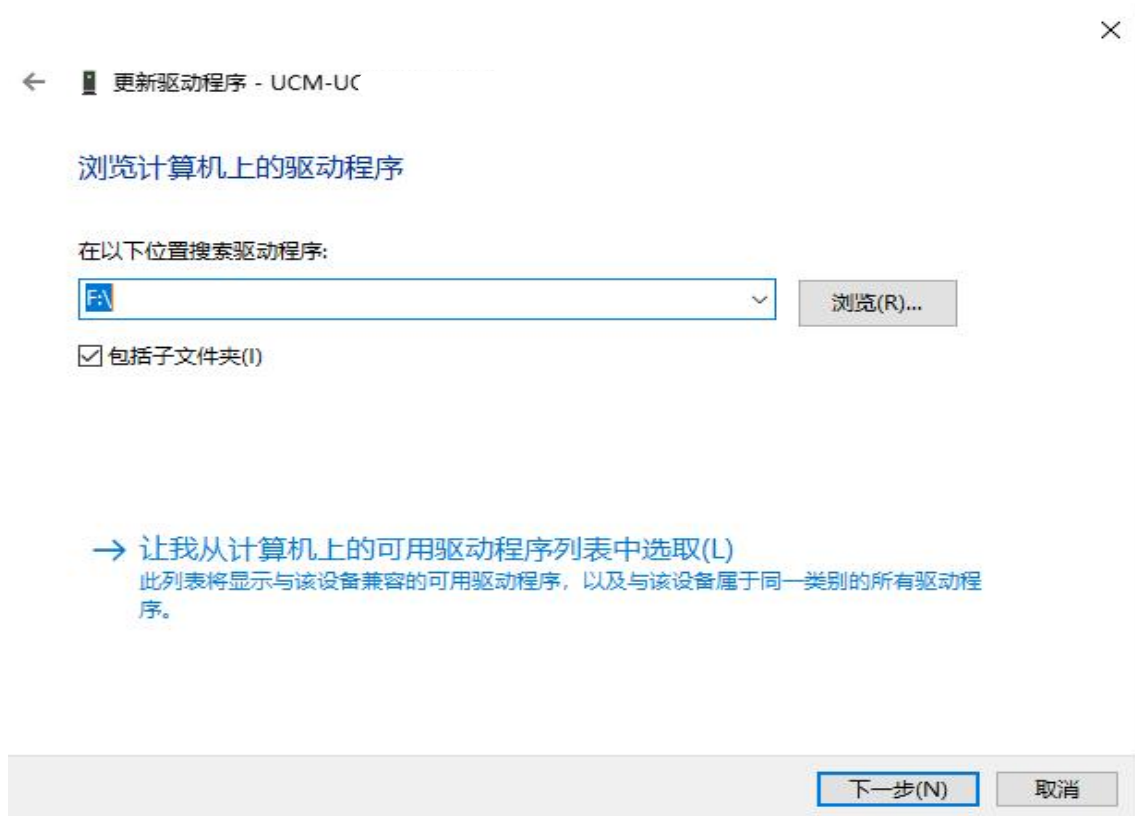 更新驱动程序 - UCM-UC
浏览计算机上的驱动程序
在以下位置搜索驱动程序:
F:\
浏览(R)...
包括子文件夹(I)
让我从计算机上的可用驱动程序列表中选取(L)
此列表将显示与该设备兼容的可用驱动程序，以及与该设备属于同一类别的所有驱动程
序。
下一步(N)
取消